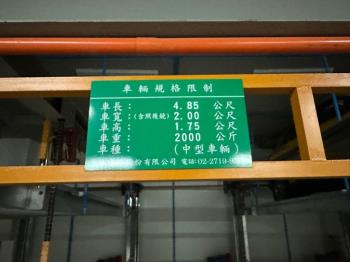 車輛規格限制
車長: 4.85 公尺
車寬:(含照後鏡) 2.00 公尺
車高: 1.75 公尺
車重: 2000 公斤
車種: (中型車輛)
份有限公司 電話:02-2719-